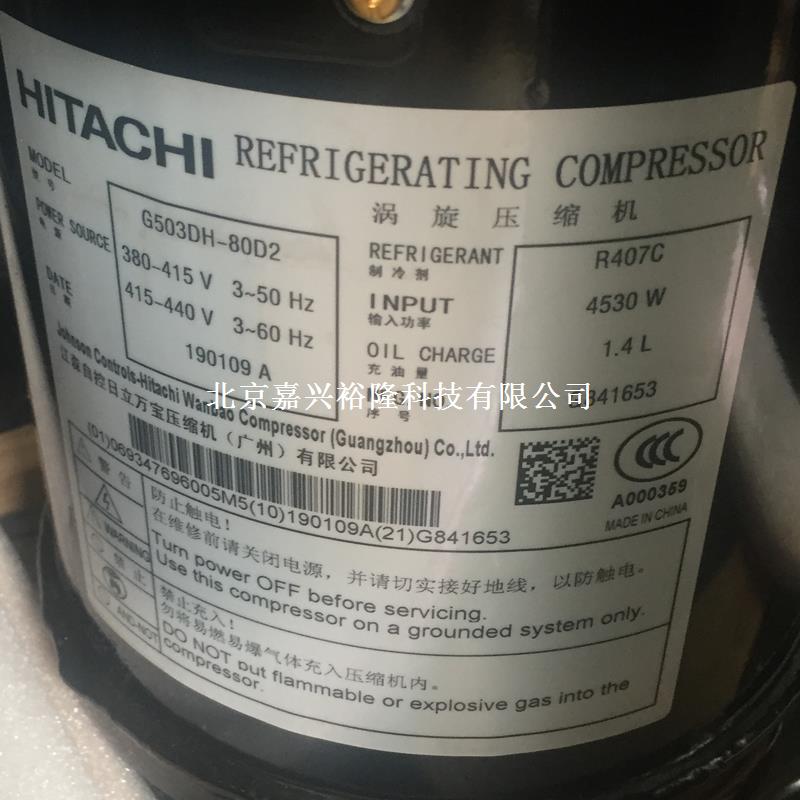 HITACHI REFRIGERATING COMPRESSOR
涡旋压缩机
MODEL G503DH-80D2
型号
POWER SOURCE 380-415 V 3~50 Hz
电源 415-440 V 3~60 Hz
DATE 190109 A
日期
REFRIGERANT R407C
制冷剂
INPUT 4530 W
输入功率
OIL CHARGE 1.4 L
充油量
序号 G841653
北京嘉兴裕隆科技有限公司
Johnson Controls-Hitachi Wanbao Compressor (Guangzhou) Co.,Ltd.
江森自控日立万宝压缩机（广州）有限公司
(01)069347696005M5(10)190109A(21)G841653
A000359
MADE IN CHINA
警告
WARNING
防止触电！
在维修前请关闭电源，并请切实接好地线，以防触电。
Turn power OFF before servicing.
Use this compressor on a grounded system only.
禁止
禁止充入！
勿将易燃易爆气体充入压缩机内。
DO NOT put flammable or explosive gas into the
compressor.